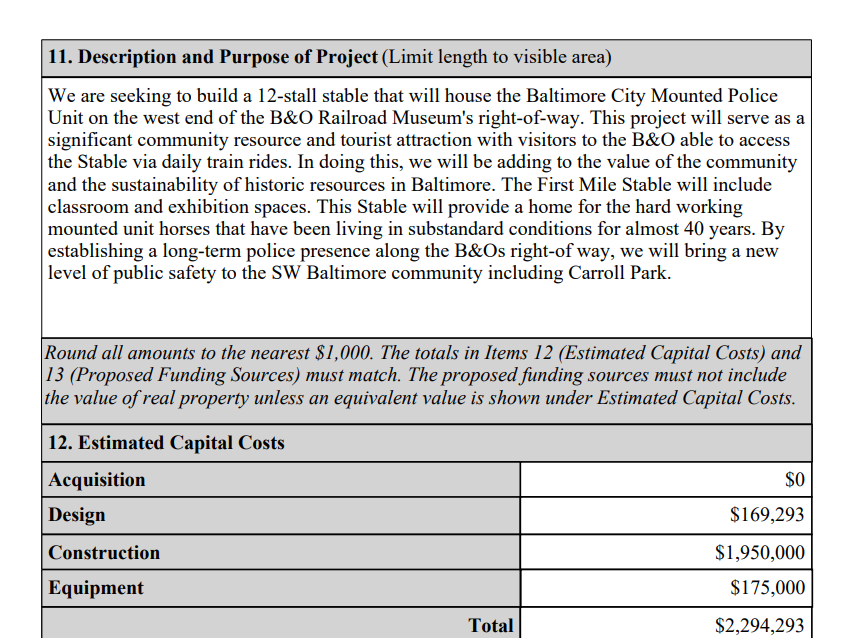 11. Description and Purpose of Project (Limit length to visible area)
We are seeking to build a 12-stall stable that will house the Baltimore City Mounted Police
Unit on the west end of the B&O Railroad Museum's right-of-way. This project will serve as a
significant community resource and tourist attraction with visitors to the B&O able to access
the Stable via daily train rides. In doing this, we will be adding to the value of the community
and the sustainability of historic resources in Baltimore. The First Mile Stable will include
classroom and exhibition spaces. This Stable will provide a home for the hard working
mounted unit horses that have been living in substandard conditions for almost 40 years. By
establishing a long-term police presence along the B&Os right-of way, we will bring a new
level of public safety to the SW Baltimore community including Carroll Park.
Round all amounts to the nearest $1,000. The totals in Items 12 (Estimated Capital Costs) and
13 (Proposed Funding Sources) must match. The proposed funding sources must not include
the value of real property unless an equivalent value is shown under Estimated Capital Costs.
12. Estimated Capital Costs
Acquisition $0
Design $169,293
Construction $1,950,000
Equipment $175,000
Total $2,294,293